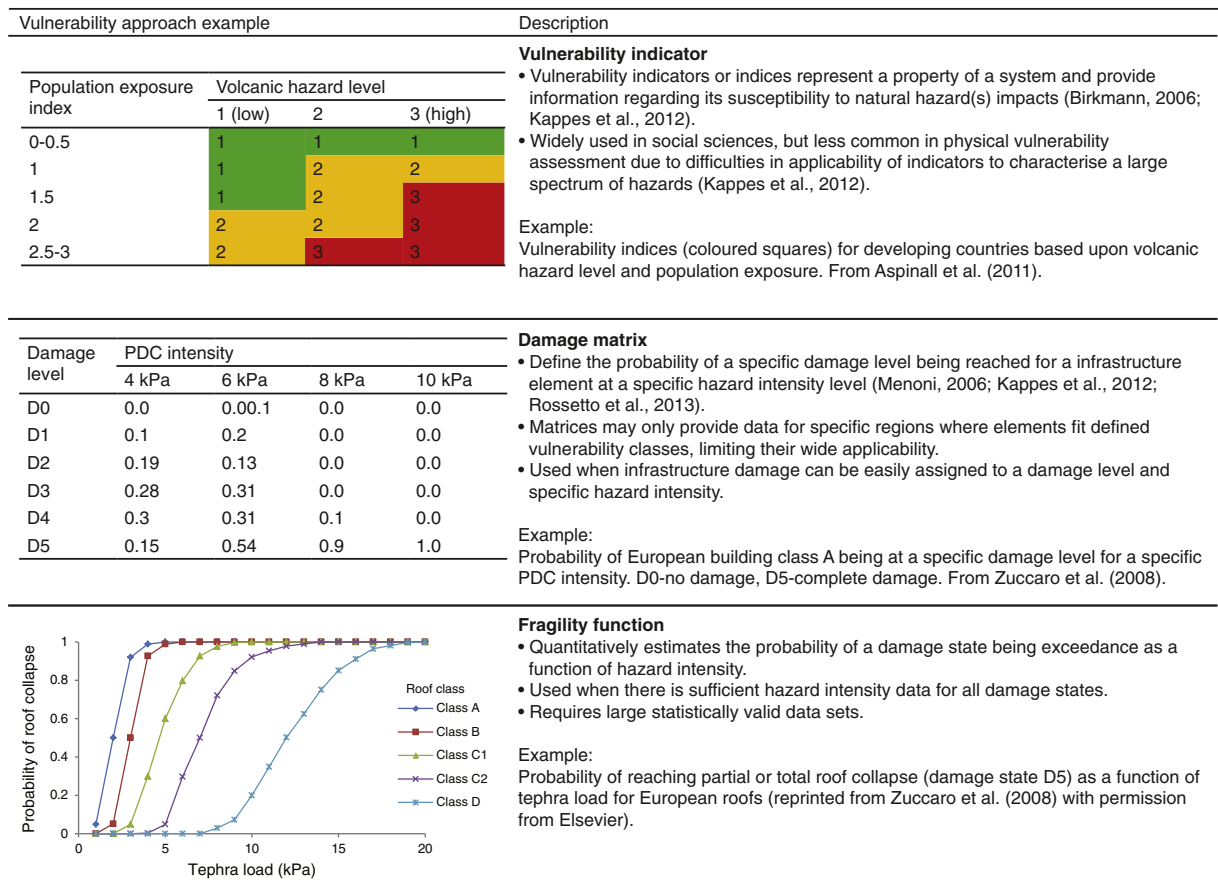 Vulnerability approach example Description
Population exposure index Volcanic hazard level
1 (low) 2 3 (high)
0-0.5 1 1 1
1 1 2 2
1.5 1 2 3
2 2 2 3
2.5-3 2 3 3
Vulnerability indicator
• Vulnerability indicators or indices represent a property of a system and provide
information regarding its susceptibility to natural hazard(s) impacts (Birkmann, 2006;
Kappes et al., 2012).
• Widely used in social sciences, but less common in physical vulnerability
assessment due to difficulties in applicability of indicators to characterise a large
spectrum of hazards (Kappes et al., 2012).
Example:
Vulnerability indices (coloured squares) for developing countries based upon volcanic
hazard level and population exposure. From Aspinall et al. (2011).
Damage level PDC intensity
4 kPa 6 kPa 8 kPa 10 kPa
D0 0.0 0.00.1 0.0 0.0
D1 0.1 0.2 0.0 0.0
D2 0.19 0.13 0.0 0.0
D3 0.28 0.31 0.0 0.0
D4 0.3 0.31 0.1 0.0
D5 0.15 0.54 0.9 1.0
Damage matrix
• Define the probability of a specific damage level being reached for a infrastructure
element at a specific hazard intensity level (Menoni, 2006; Kappes et al., 2012;
Rossetto et al., 2013).
• Matrices may only provide data for specific regions where elements fit defined
vulnerability classes, limiting their wide applicability.
• Used when infrastructure damage can be easily assigned to a damage level and
specific hazard intensity.
Example:
Probability of European building class A being at a specific damage level for a specific
PDC intensity. D0-no damage, D5-complete damage. From Zuccaro et al. (2008).
Probability of roof collapse
1
0.8
0.6
0.4
0.2
0
0 5 10 15 20
Tephra load (kPa)
Roof class
Class A
Class B
Class C1
Class C2
Class D
Fragility function
• Quantitatively estimates the probability of a damage state being exceedance as a
function of hazard intensity.
• Used when there is sufficient hazard intensity data for all damage states.
• Requires large statistically valid data sets.
Example:
Probability of reaching partial or total roof collapse (damage state D5) as a function of
tephra load for European roofs (reprinted from Zuccaro et al. (2008) with permission
from Elsevier).